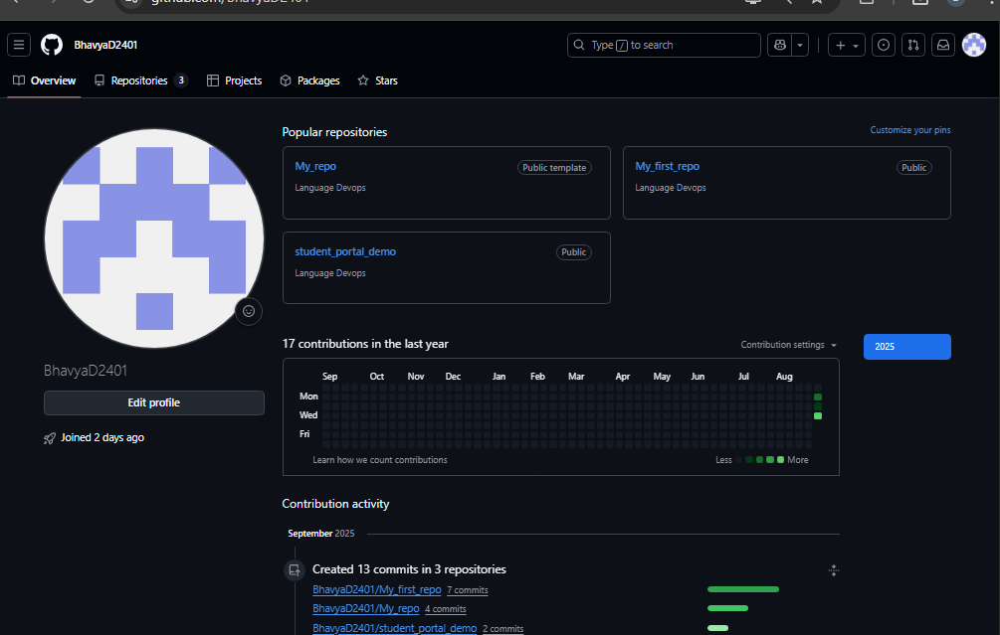 github.com/BhavyaD2401
BhavyaD2401
Type / to search
Overview
Repositories 3
Projects
Packages
Stars
Popular repositories
Customize your pins
My_repo
Public template
Language Devops
My_first_repo
Public
Language Devops
student_portal_demo
Public
Language Devops
17 contributions in the last year
Contribution settings
2025
Sep Oct Nov Dec Jan Feb Mar Apr May Jun Jul Aug
Mon
Wed
Fri
Learn how we count contributions
Less More
BhavyaD2401
Edit profile
Joined 2 days ago
Contribution activity
September 2025
Created 13 commits in 3 repositories
BhavyaD2401/My_first_repo 7 commits
BhavyaD2401/My_repo 4 commits
BhavyaD2401/student_portal_demo 2 commits